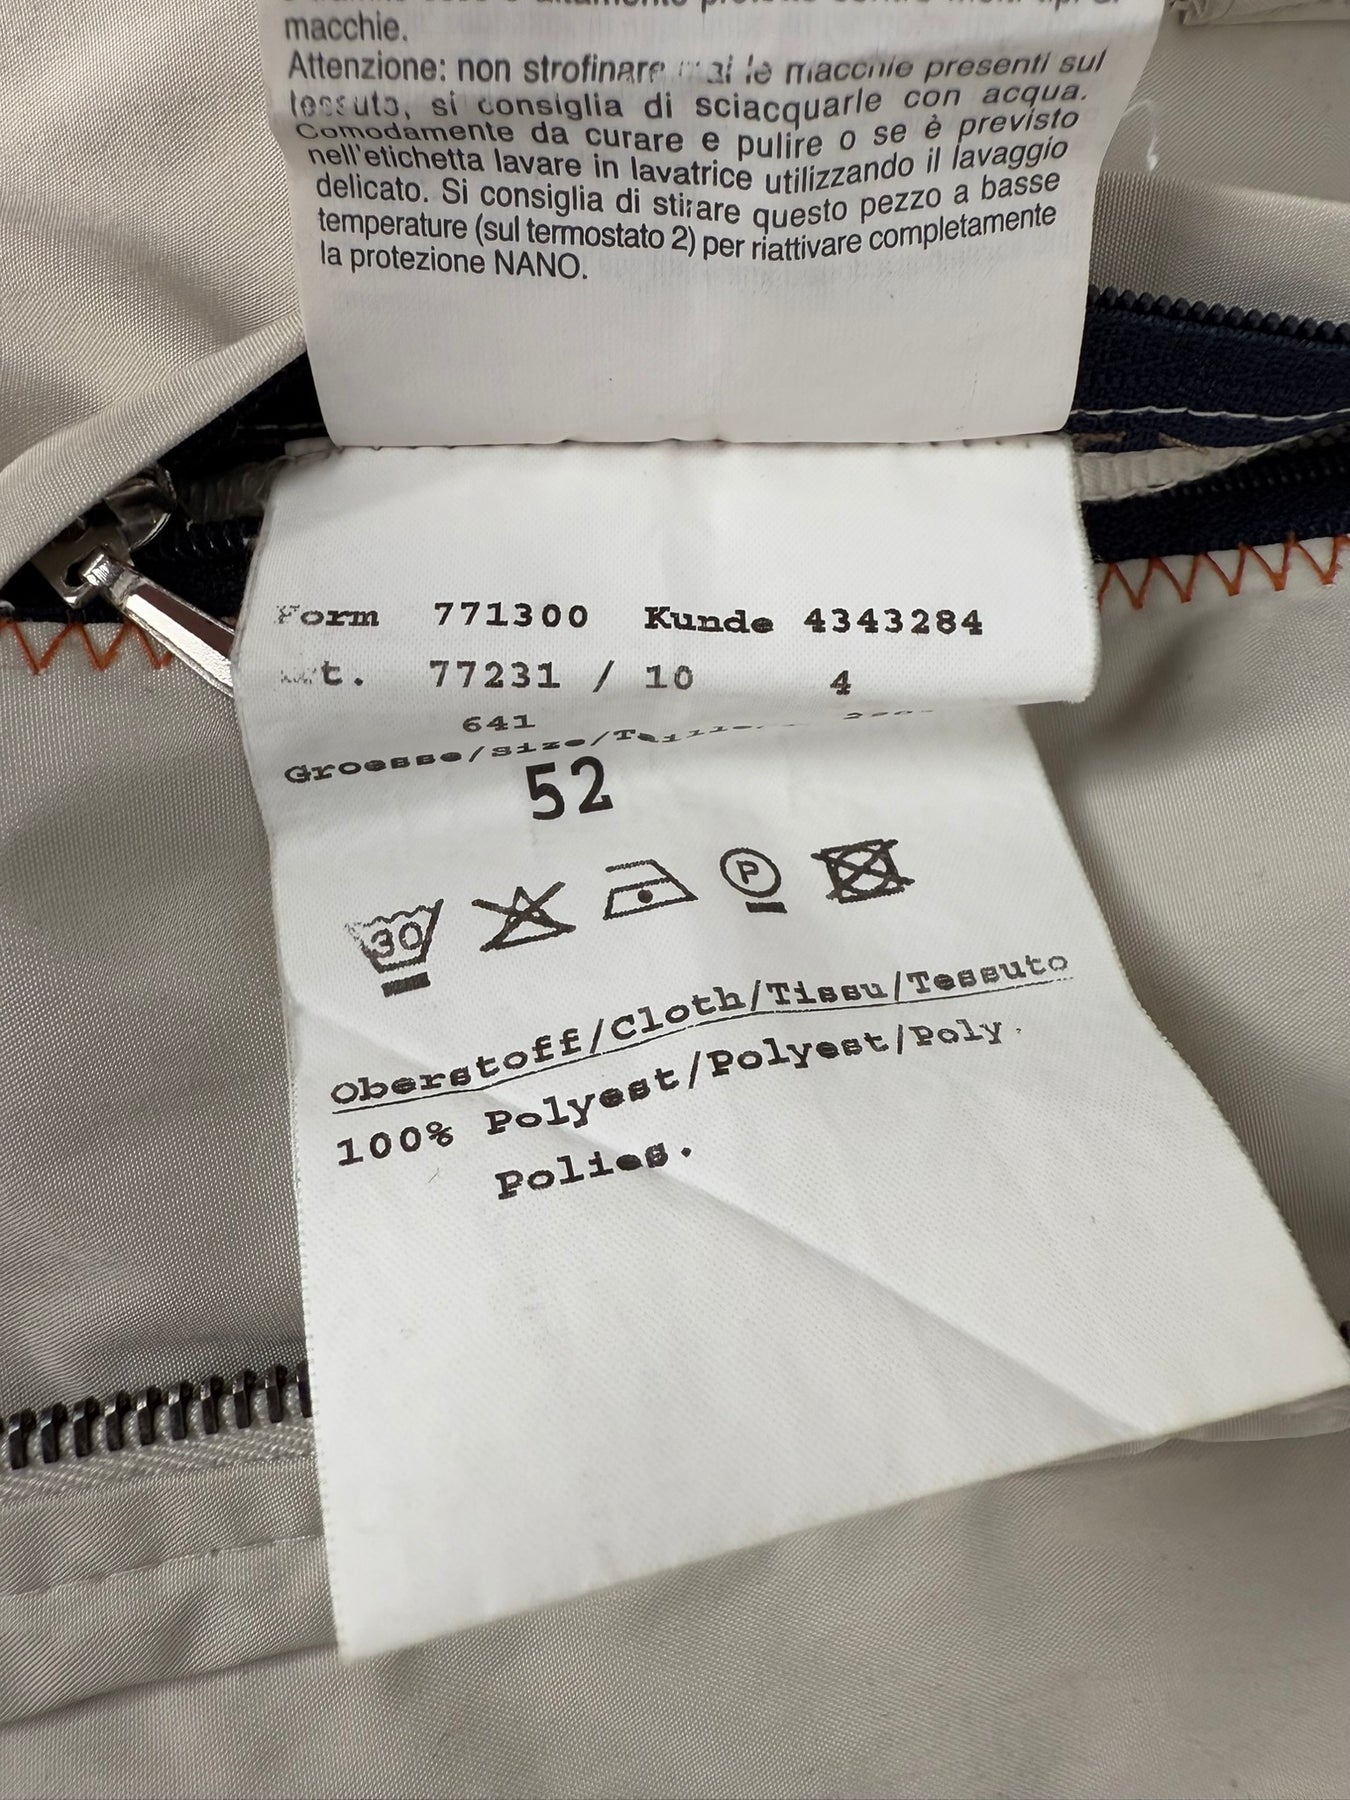 macchie.
Attenzione: non strofinare mai le macchie presenti sul
tessuto, si consiglia di sciacquarle con acqua.
Comodamente da curare e pulire o se è previsto
nell'etichetta lavare in lavatrice utilizzando il lavaggio
delicato. Si consiglia di stirare questo pezzo a basse
temperature (sul termostato 2) per riattivare completamente
la protezione NANO.
Form 771300 Kunde 4343284
77231 / 10 4
641
Groesse/Size/Taille
52
30 P
Oberstoff/Cloth/Tissu/Tessuto
100% Polyest/Polyest/Poly.
Polies.